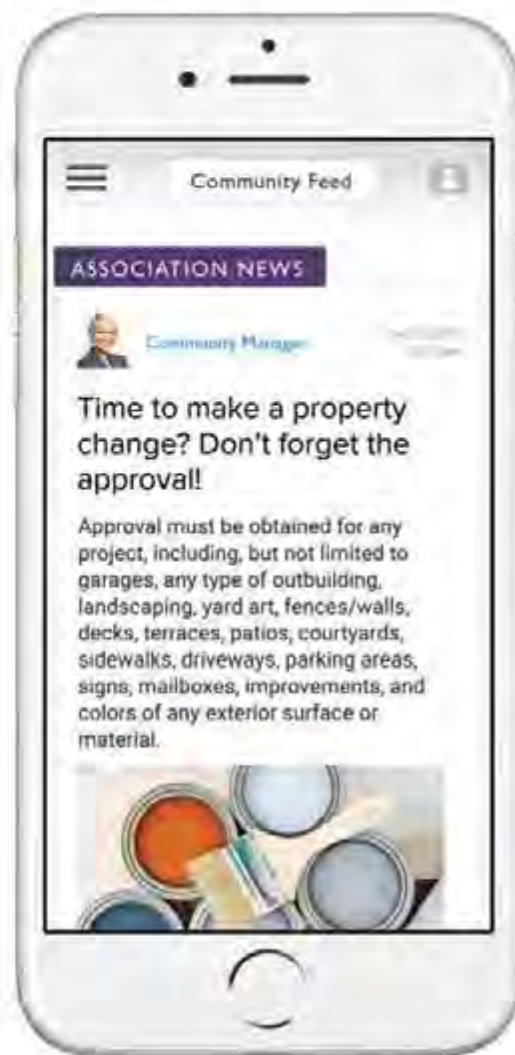 Community Feed
ASSOCIATION NEWS
Community Manager
Time to make a property
change? Don't forget the
approval!
Approval must be obtained for any
project, including, but not limited to
garages, any type of outbuilding,
landscaping, yard art, fences/walls,
decks, terraces, patios, courtyards,
sidewalks, driveways, parking areas,
signs, mailboxes, improvements, and
colors of any exterior surface or
material.